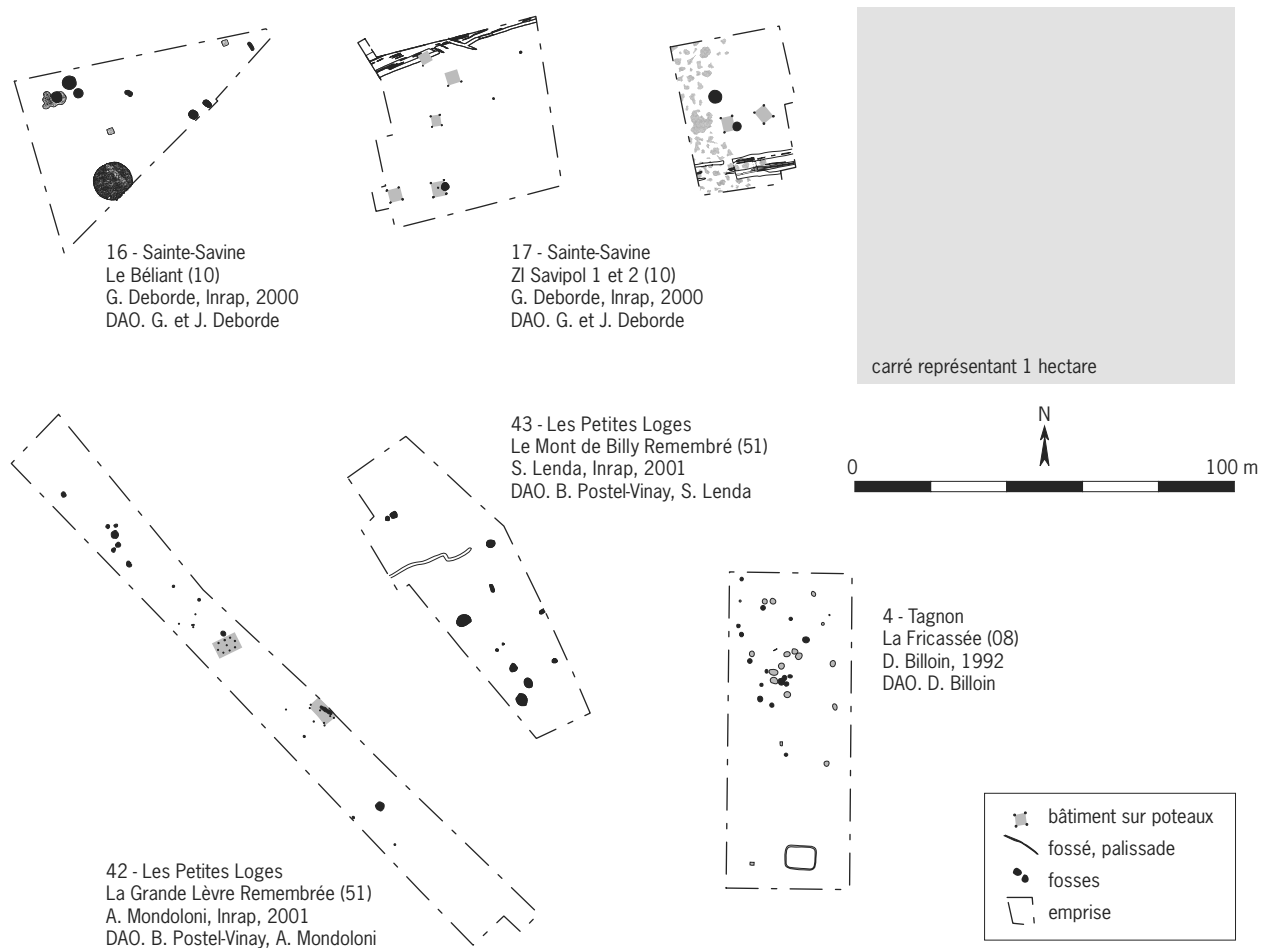 16 - Sainte-Savine
Le Béliant (10)
G. Deborde, Inrap, 2000
DAO. G. et J. Deborde
17 - Sainte-Savine
ZI Savipol 1 et 2 (10)
G. Deborde, Inrap, 2000
DAO. G. et J. Deborde
carré représentant 1 hectare
N
0
100 m
43 - Les Petites Loges
Le Mont de Billy Remembré (51)
S. Lenda, Inrap, 2001
DAO. B. Postel-Vinay, S. Lenda
4 - Tagnon
La Fricassée (08)
D. Billoin, 1992
DAO. D. Billoin
42 - Les Petites Loges
La Grande Lèvre Remembrée (51)
A. Mondoloni, Inrap, 2001
DAO. B. Postel-Vinay, A. Mondoloni
bâtiment sur poteaux
fossé, palissade
fosses
emprise